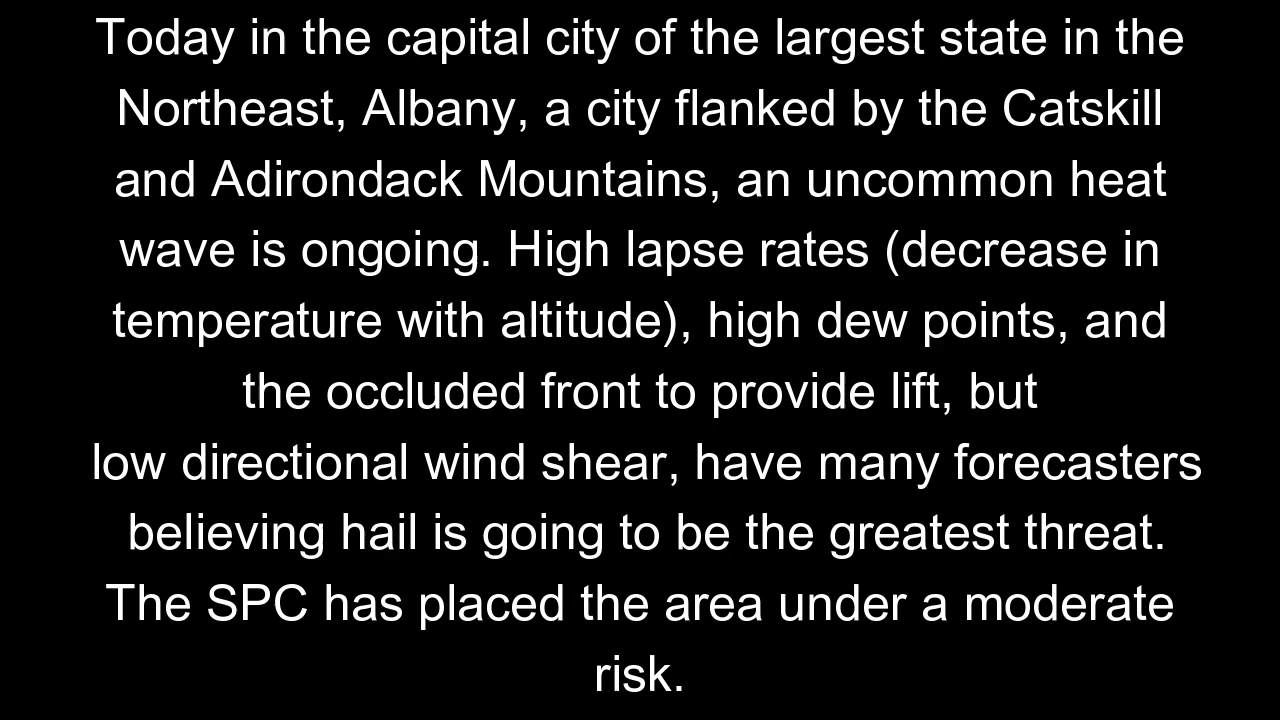 Today in the capital city of the largest state in the
Northeast, Albany, a city flanked by the Catskill
and Adirondack Mountains, an uncommon heat
wave is ongoing. High lapse rates (decrease in
temperature with altitude), high dew points, and
the occluded front to provide lift, but
low directional wind shear, have many forecasters
believing hail is going to be the greatest threat.
The SPC has placed the area under a moderate
risk.